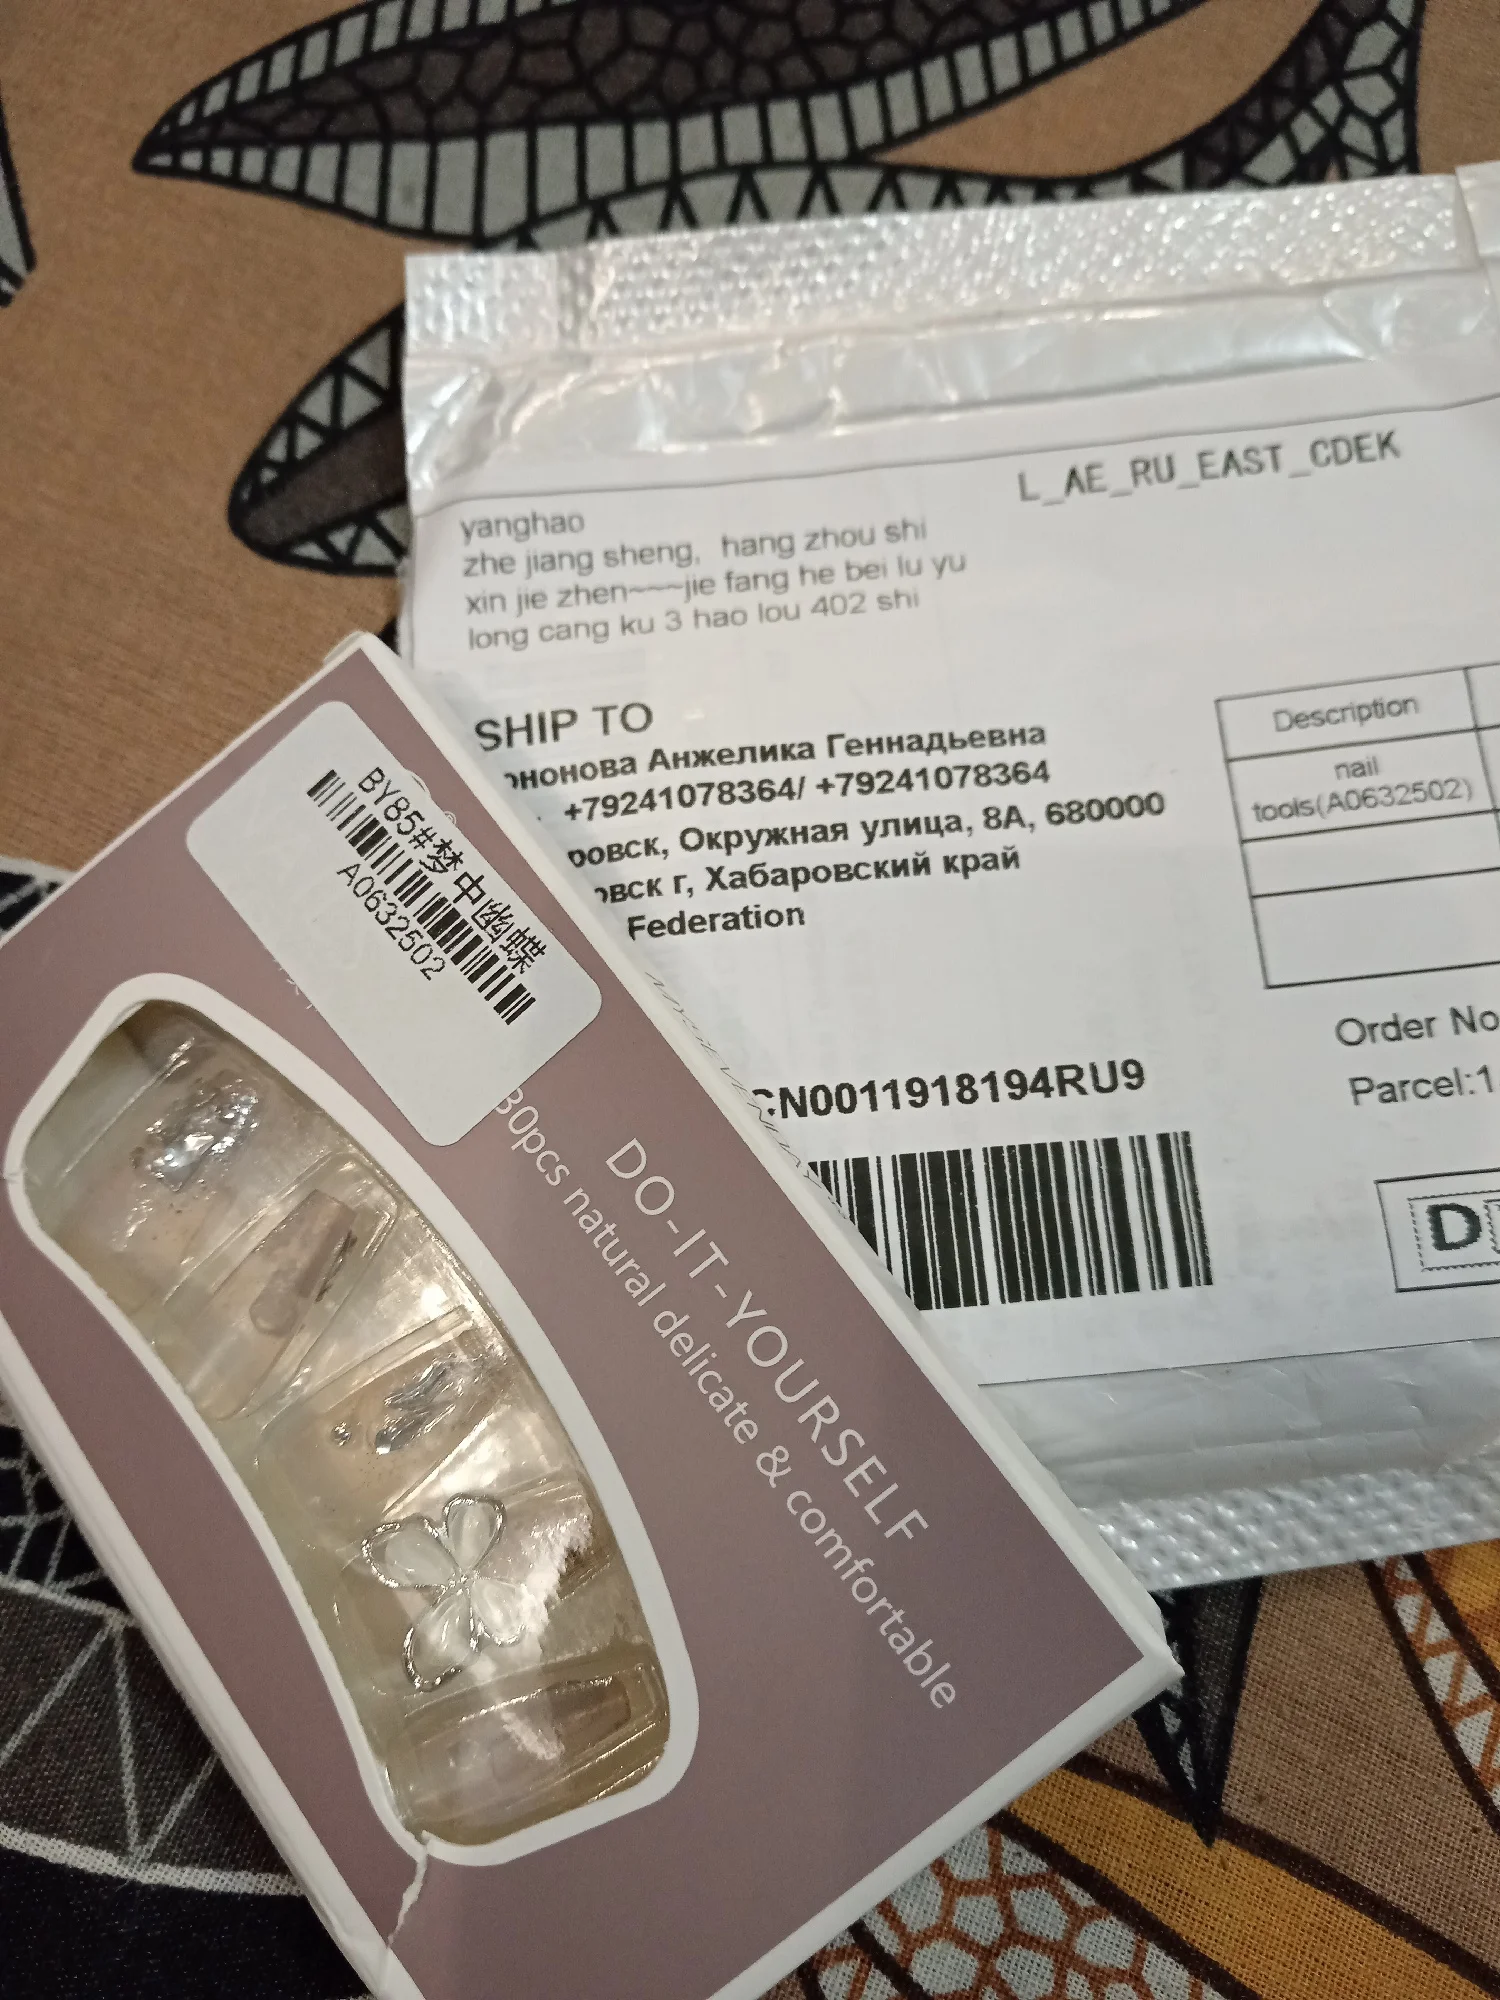 L_AE_RU_EAST_CDEK
yanghao
zhe jiang sheng, hang zhou shi
xin jie zhen~~~jie fang he bei lu yu
long cang ku 3 hao lou 402 shi
SHIP TO
Анжелика Геннадьевна
+79241078364/ +79241078364
Окружная улица, 8А, 680000
г, Хабаровский край
Federation
Description
nail
tools(A0632502)
Order No
Parcel:1
CN0011918194RU9
D
BY85#梦中幽蝶
A0632502
DO-IT-YOURSELF
30pcs natural delicate & comfortable